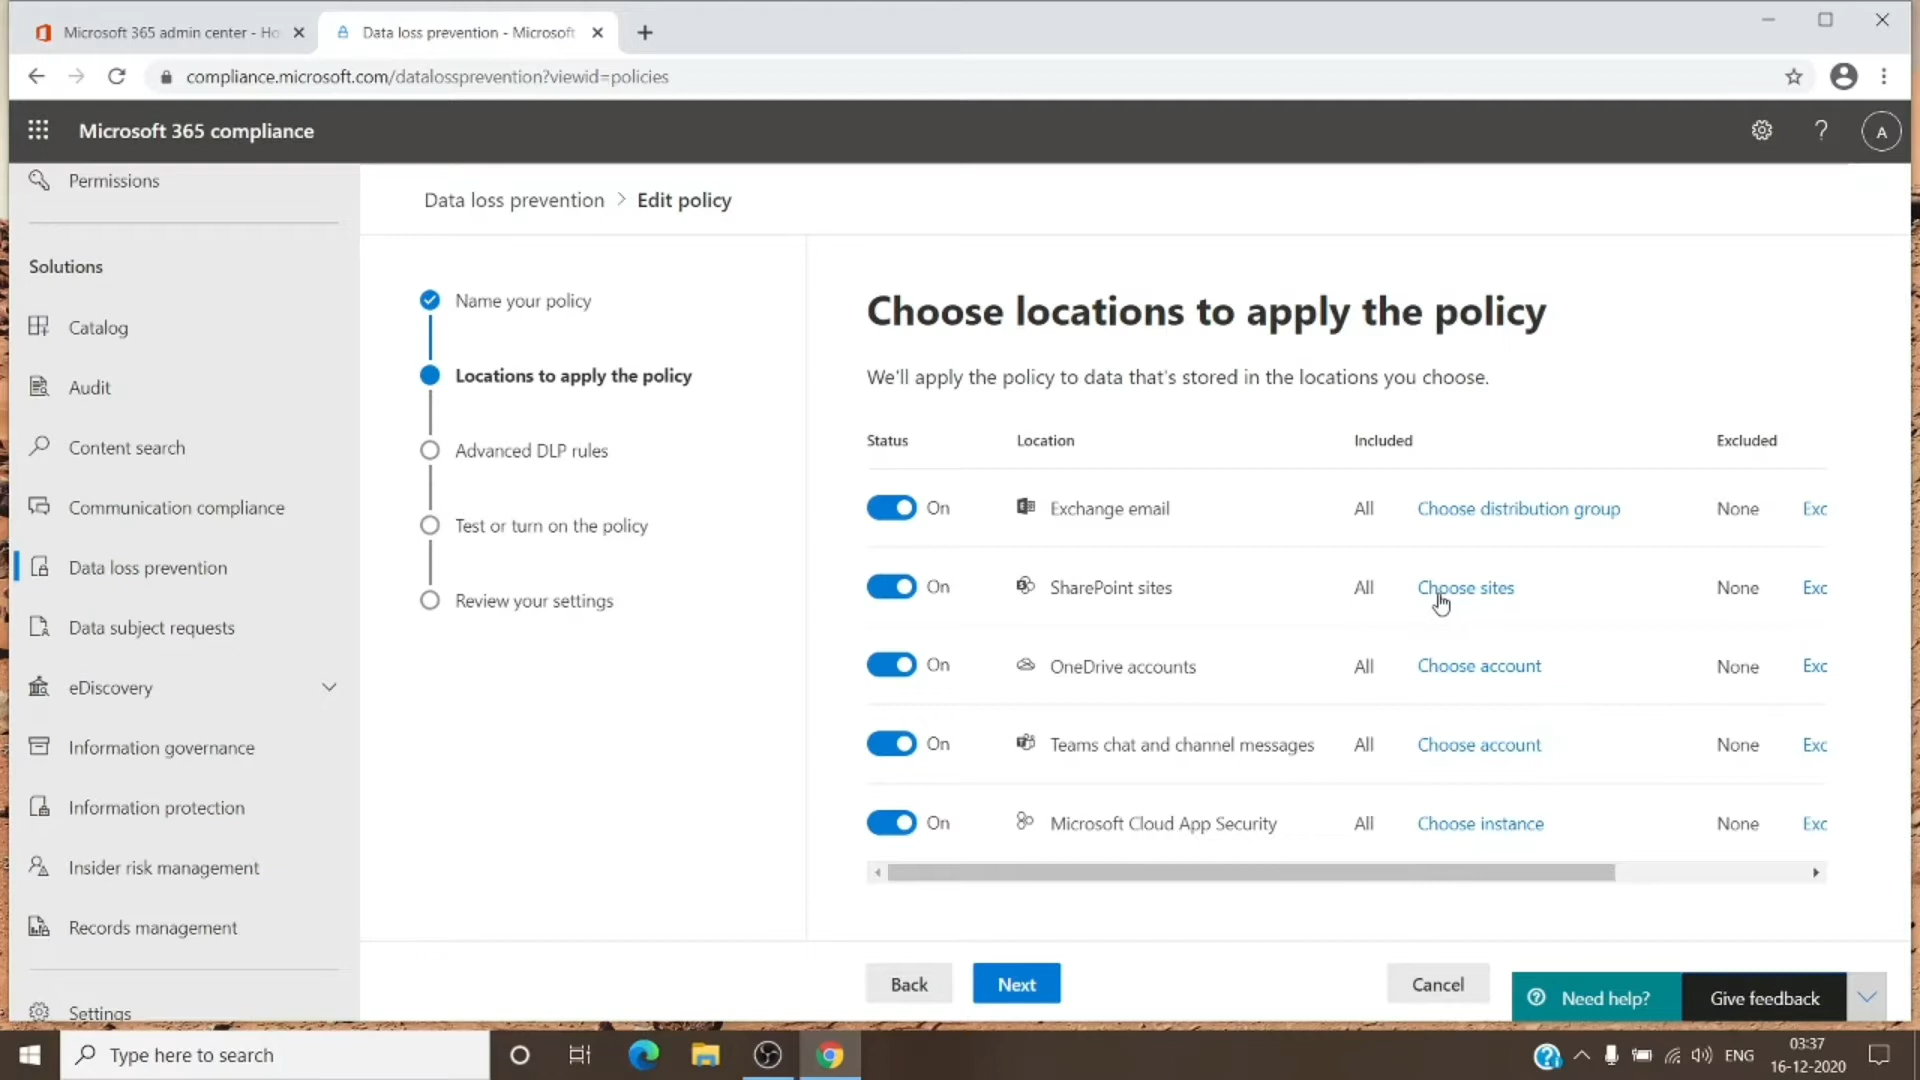 Microsoft 365 admin center - Ho
Data loss prevention - Microsoft
compliance.microsoft.com/datalossprevention?viewid=policies
Microsoft 365 compliance
A
Permissions
Solutions
Catalog
Audit
Content search
Communication compliance
Data loss prevention
Data subject requests
eDiscovery
Information governance
Information protection
Insider risk management
Records management
Settings
Data loss prevention > Edit policy
Name your policy
Locations to apply the policy
Advanced DLP rules
Test or turn on the policy
Review your settings
Choose locations to apply the policy
We'll apply the policy to data that's stored in the locations you choose.
Status Location Included Excluded
On Exchange email All Choose distribution group None Exc
On SharePoint sites All Choose sites None Exc
On OneDrive accounts All Choose account None Exc
On Teams chat and channel messages All Choose account None Exc
On Microsoft Cloud App Security All Choose instance None Exc
Back Next Cancel
Need help? Give feedback
Type here to search
ENG
03:37
16-12-2020